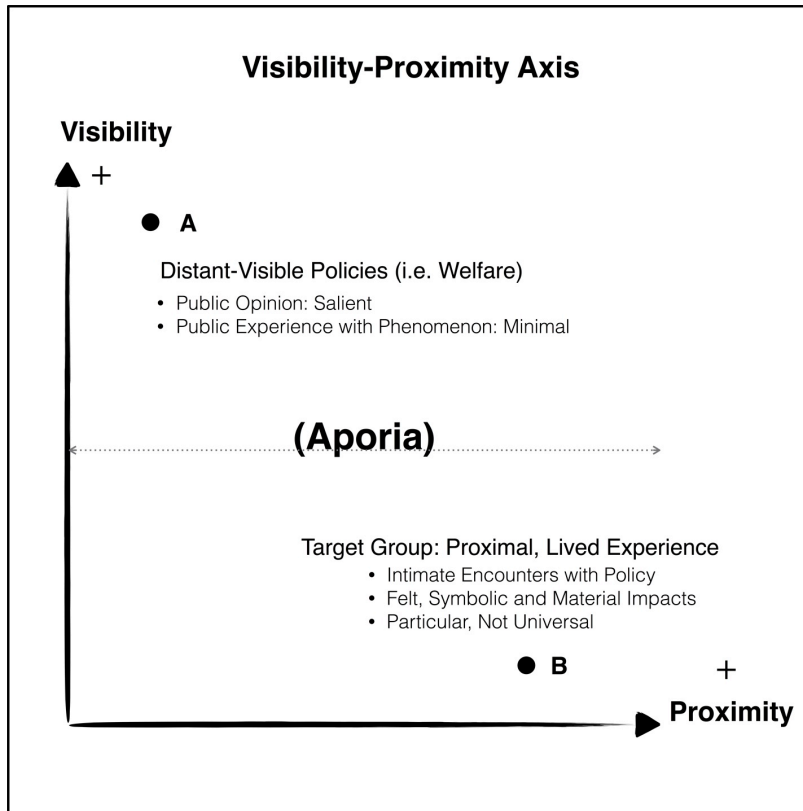 Visibility-Proximity Axis
Visibility
+
A
Distant-Visible Policies (i.e. Welfare)
• Public Opinion: Salient
• Public Experience with Phenomenon: Minimal
(Aporia)
Target Group: Proximal, Lived Experience
• Intimate Encounters with Policy
• Felt, Symbolic and Material Impacts
• Particular, Not Universal
B
+
Proximity